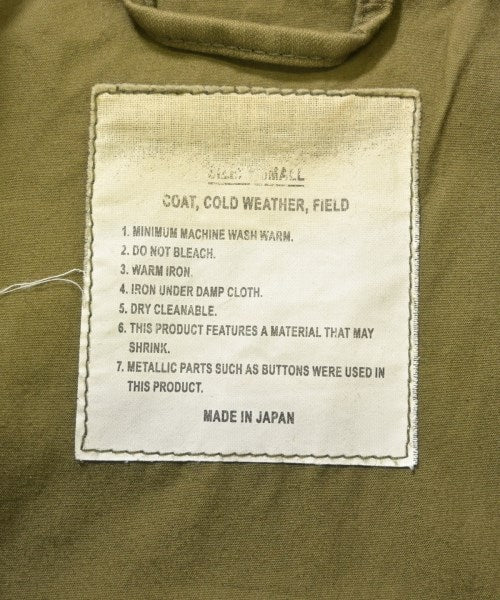 SMALL
COAT, COLD WEATHER, FIELD
1. MINIMUM MACHINE WASH WARM.
2. DO NOT BLEACH.
3. WARM IRON.
4. IRON UNDER DAMP CLOTH.
5. DRY CLEANABLE.
6. THIS PRODUCT FEATURES A MATERIAL THAT MAY
SHRINK.
7. METALLIC PARTS SUCH AS BUTTONS WERE USED IN
THIS PRODUCT.
MADE IN JAPAN